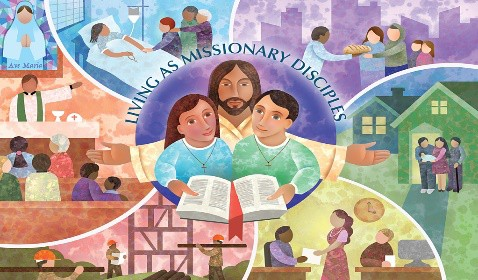 LIVING AS MISSIONARY DISCIPLES
Ave Maria